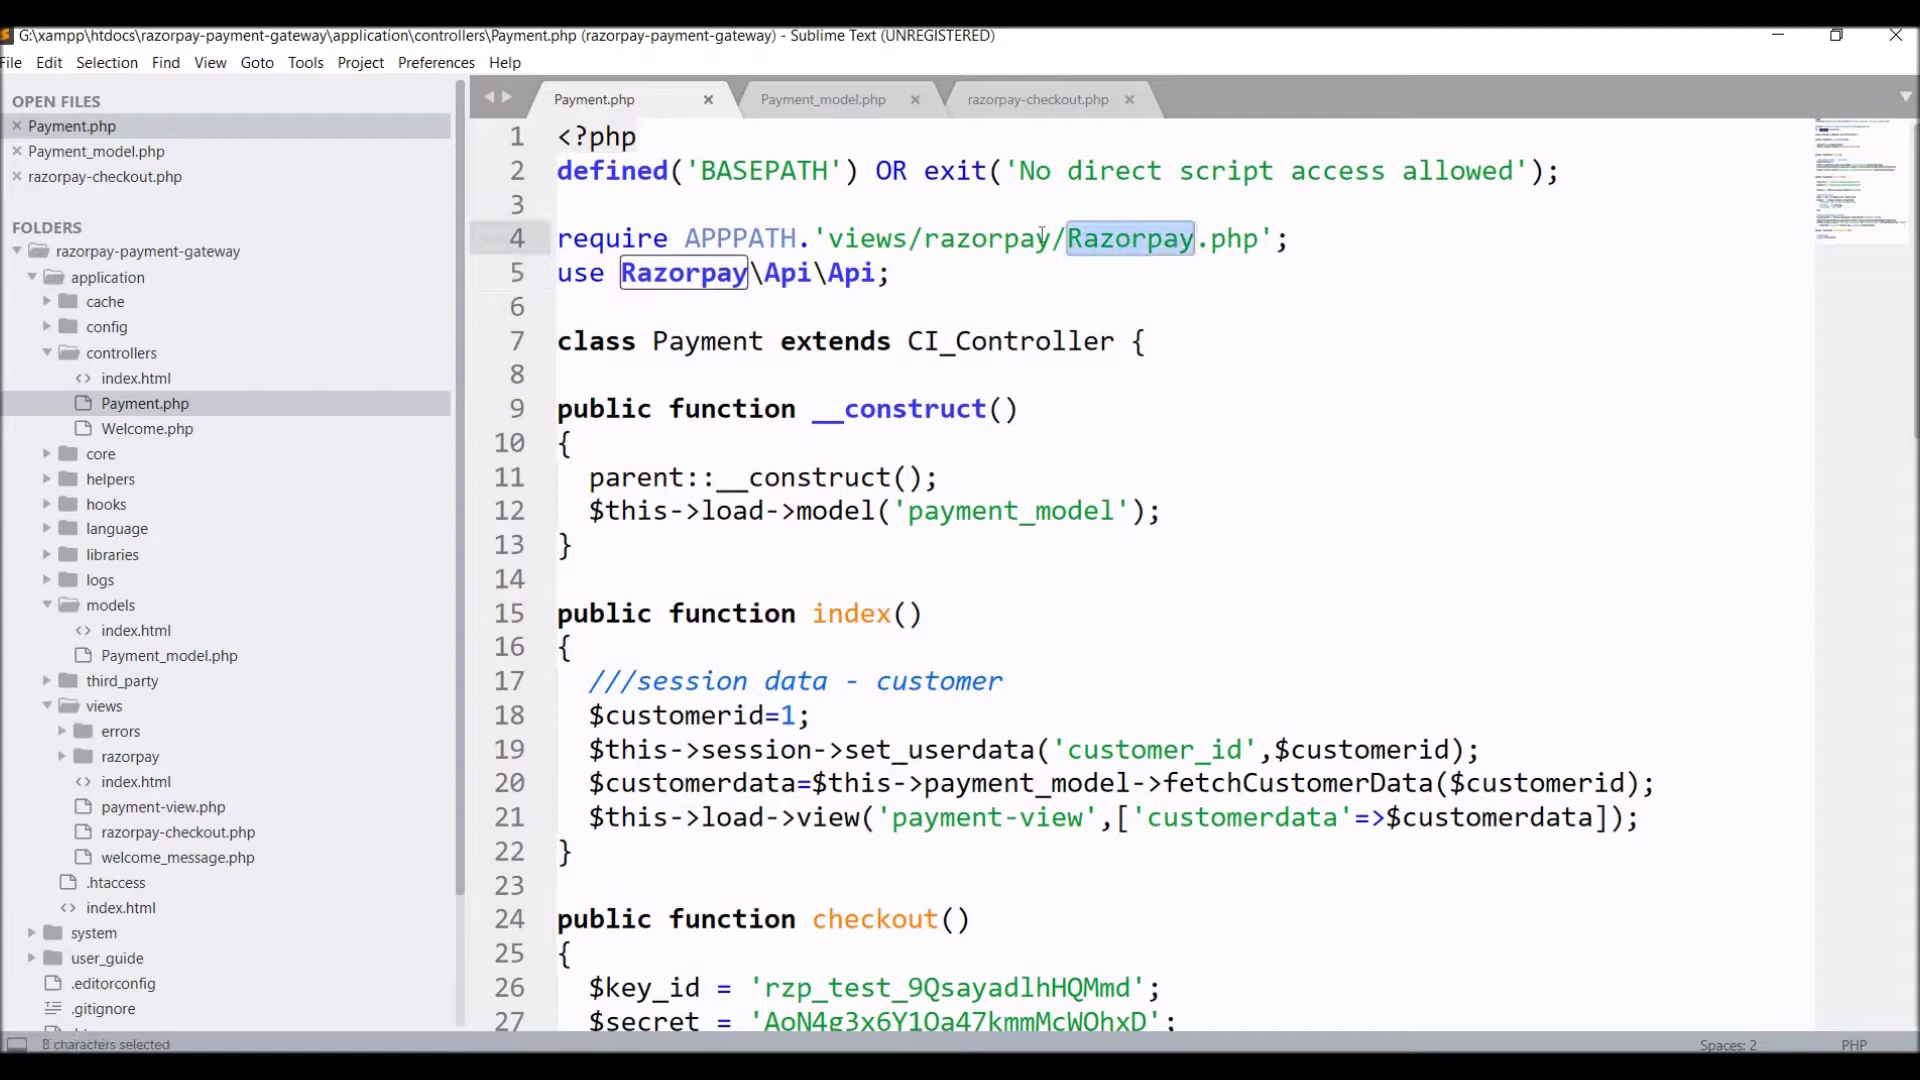 G:\xampp\htdocs\razorpay-payment-gateway\application\controllers\Payment.php (razorpay-payment-gateway) - Sublime Text (UNREGISTERED)
File Edit Selection Find View Goto Tools Project Preferences Help
OPEN FILES
Payment.php
Payment_model.php
razorpay-checkout.php
FOLDERS
razorpay-payment-gateway
application
cache
config
controllers
index.html
Payment.php
Welcome.php
core
helpers
hooks
language
libraries
logs
models
index.html
Payment_model.php
third_party
views
errors
razorpay
index.html
payment-view.php
razorpay-checkout.php
welcome_message.php
.htaccess
index.html
system
user_guide
.editorconfig
.gitignore
Payment.php Payment_model.php razorpay-checkout.php
1 <?php
2 defined('BASEPATH') OR exit('No direct script access allowed');
3
4 require APPPATH.'views/razorpay/Razorpay.php';
5 use Razorpay\Api\Api;
6
7 class Payment extends CI_Controller {
8
9 public function __construct()
10 {
11 parent::__construct();
12 $this->load->model('payment_model');
13 }
14
15 public function index()
16 {
17 ///session data - customer
18 $customerid=1;
19 $this->session->set_userdata('customer_id',$customerid);
20 $customerdata=$this->payment_model->fetchCustomerData($customerid);
21 $this->load->view('payment-view',['customerdata'=>$customerdata]);
22 }
23
24 public function checkout()
25 {
26 $key_id = 'rzp_test_9QsayadlhHQMmd';
27 $secret = 'AoN4g3x6Y1Oa47kmmMcWOhxD';
8 characters selected
Spaces: 2
PHP